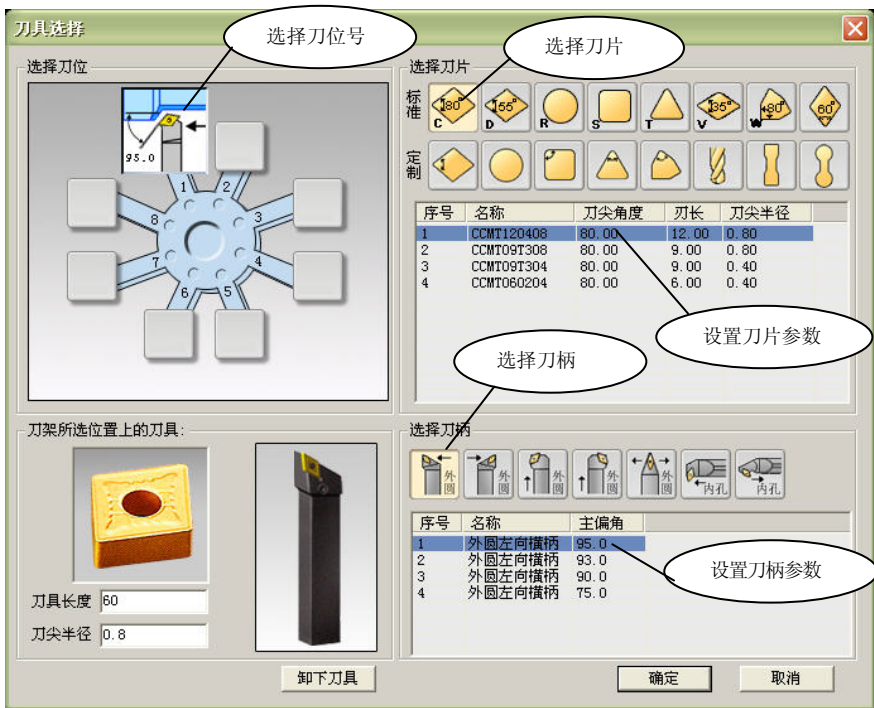 刀具选择
选择刀位号
选择刀片
选择刀位
95.0
1
2
3
4
5
6
7
8
选择刀片
标准
80° C
55° D
R
S
T
35° V
80° W
60°
定制
序号 名称 刀尖角度 刃长 刀尖半径
1 CCMT120408 80.00 12.00 0.80
2 CCMT09T308 80.00 9.00 0.80
3 CCMT09T304 80.00 9.00 0.40
4 CCMT060204 80.00 6.00 0.40
设置刀片参数
选择刀柄
刀架所选位置上的刀具:
刀具长度 60
刀尖半径 0.8
卸下刀具
选择刀柄
外圆
外圆
外圆
外圆
外圆
内孔
内孔
序号 名称 主偏角
1 外圆左向横柄 95.0
2 外圆左向横柄 93.0
3 外圆左向横柄 90.0
4 外圆左向横柄 75.0
设置刀柄参数
确定
取消